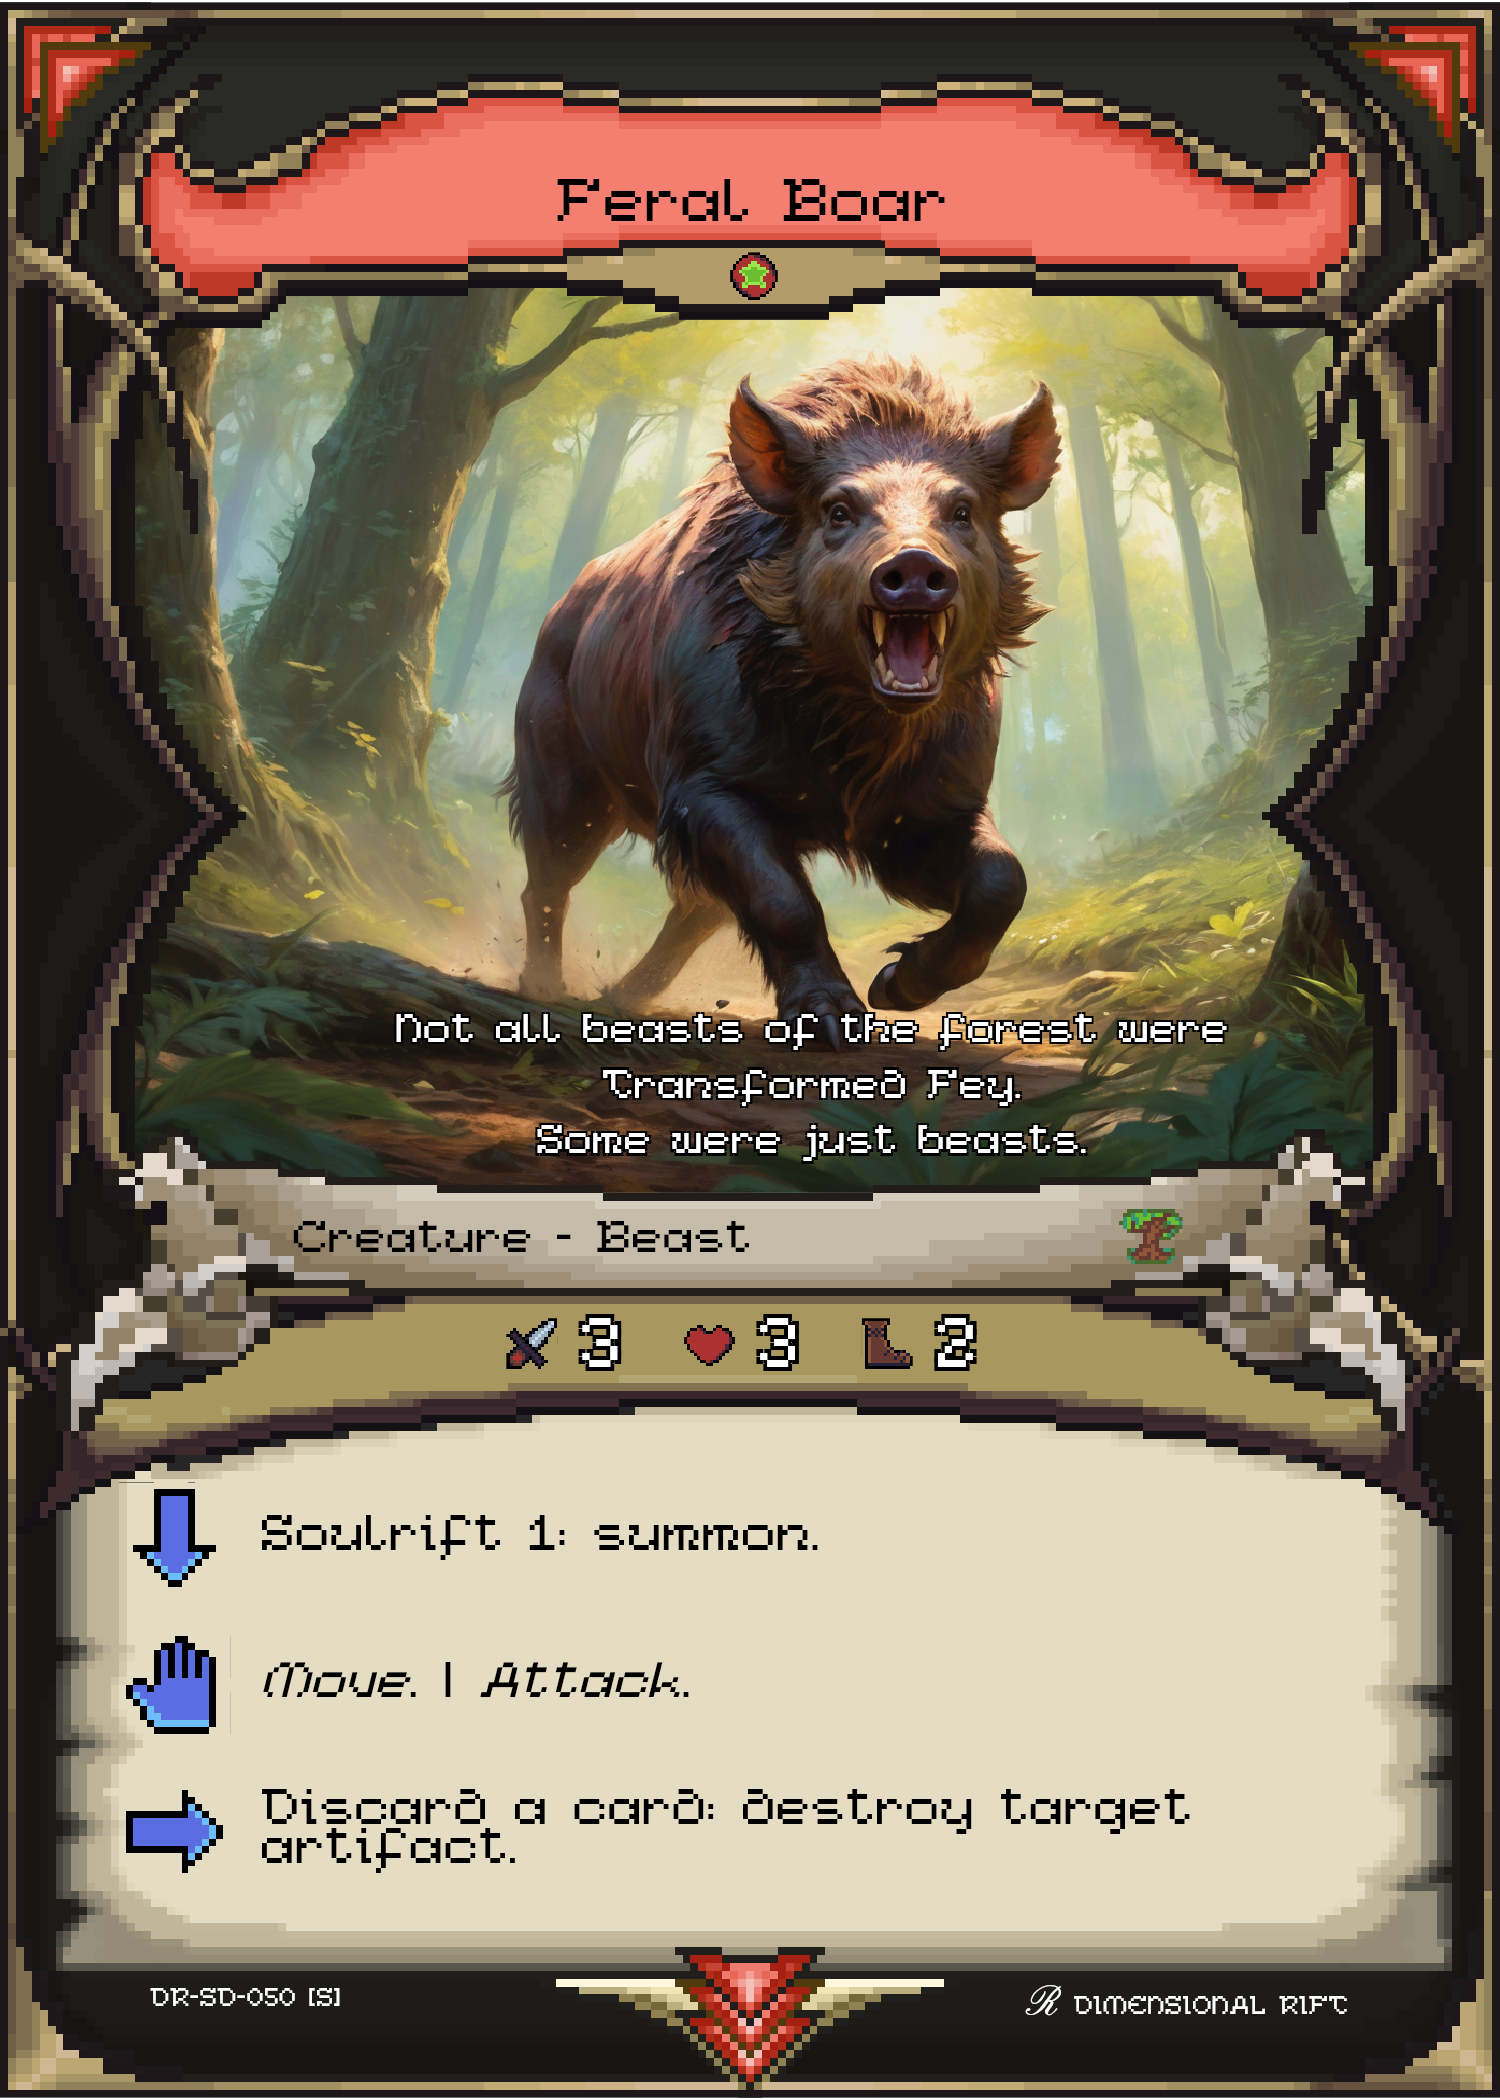 Feral Boar
Not all beasts of the forest were
Transformed Fey.
Some were just beasts.
Creature - Beast
3 3 2
Soulrift 1: summon.
Move. | Attack.
Discard a card: destroy target
artifact.
DR-SD-050 [S]
R DIMENSIONAL RIFT